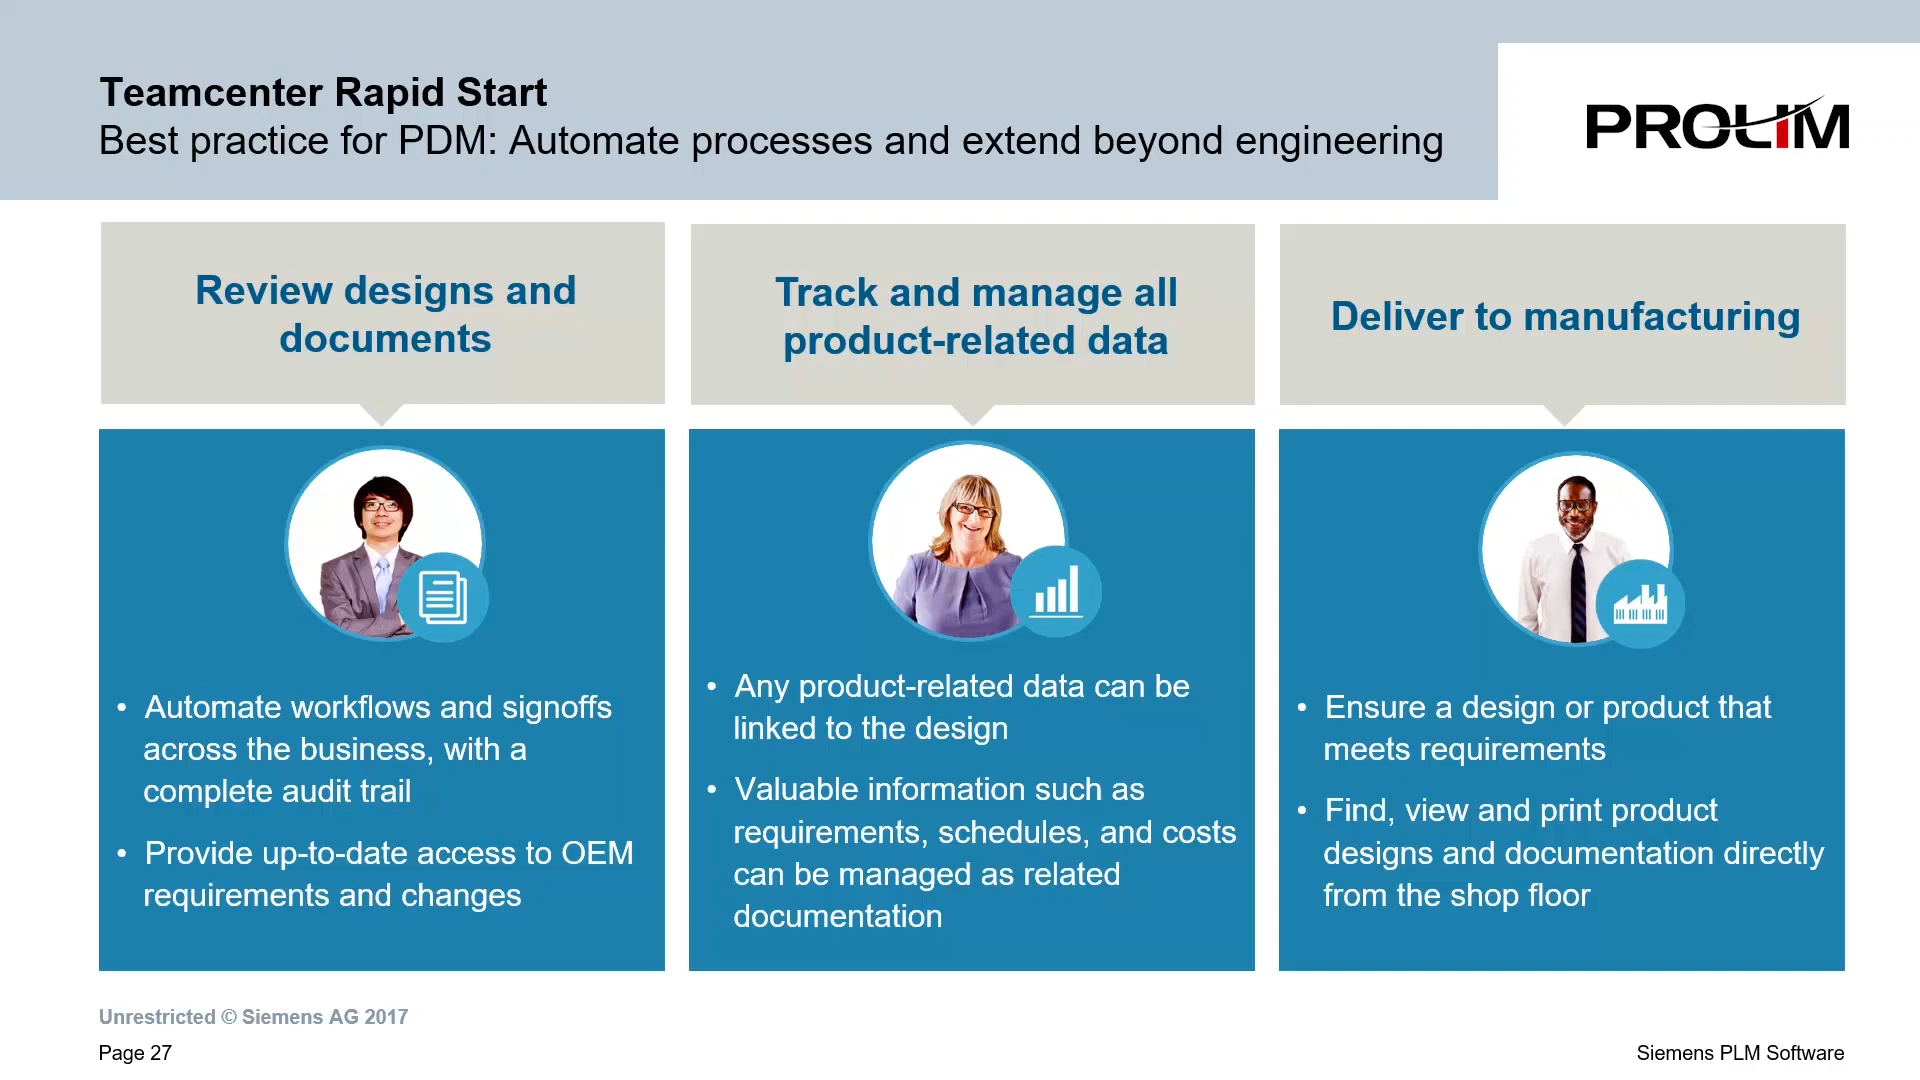 Teamcenter Rapid Start
Best practice for PDM: Automate processes and extend beyond engineering
PROLIM
Review designs and
documents
• Automate workflows and signoffs
across the business, with a
complete audit trail
• Provide up-to-date access to OEM
requirements and changes
Track and manage all
product-related data
• Any product-related data can be
linked to the design
• Valuable information such as
requirements, schedules, and costs
can be managed as related
documentation
Deliver to manufacturing
• Ensure a design or product that
meets requirements
• Find, view and print product
designs and documentation directly
from the shop floor
Unrestricted © Siemens AG 2017
Page 27
Siemens PLM Software